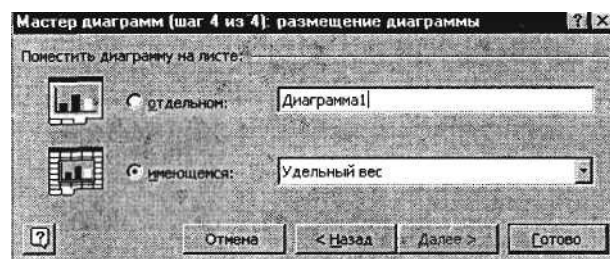 Мастер диаграмм (шаг 4 из 4): размещение диаграммы
Поместить диаграмму на листе:
отдельном: Диаграмма1
имеющемся: Удельный вес
Отмена < Назад Далее > Готово